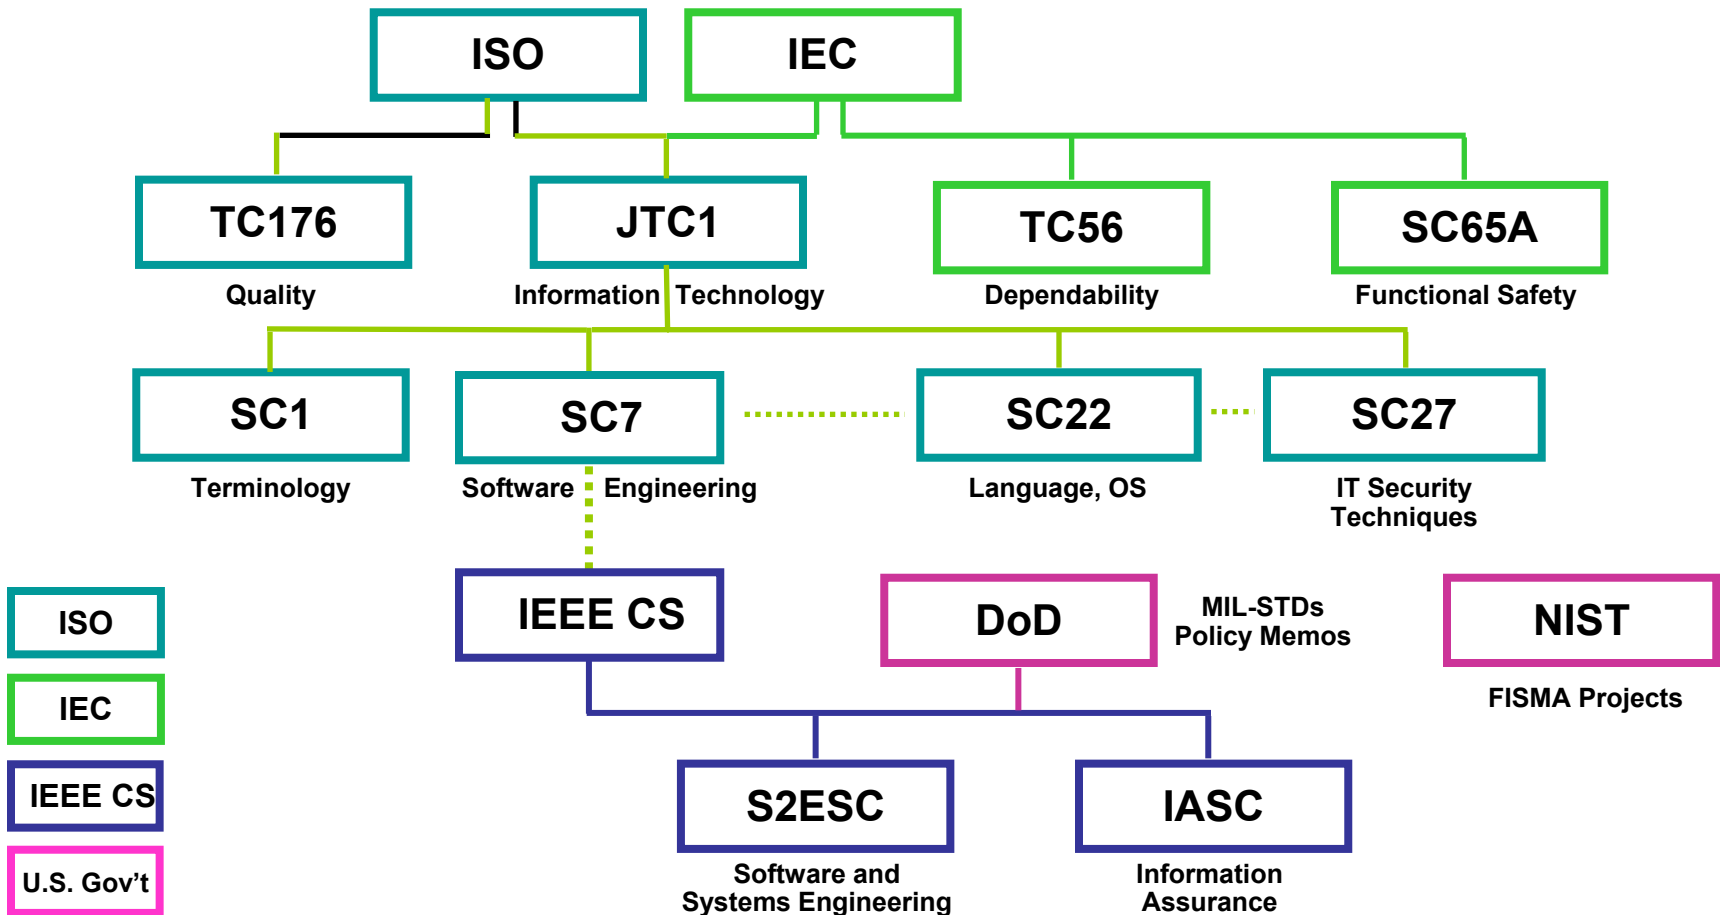 ISO
IEC
TC176
JTC1
TC56
SC65A
Quality
Information Technology
Dependability
Functional Safety
SC1
SC7
SC22
SC27
Terminology
Software Engineering
Language, OS
IT Security
Techniques
IEEE CS
DoD
MIL-STDs
Policy Memos
NIST
FISMA Projects
S2ESC
IASC
Software and
Systems Engineering
Information
Assurance
ISO
IEC
IEEE CS
U.S. Gov’t